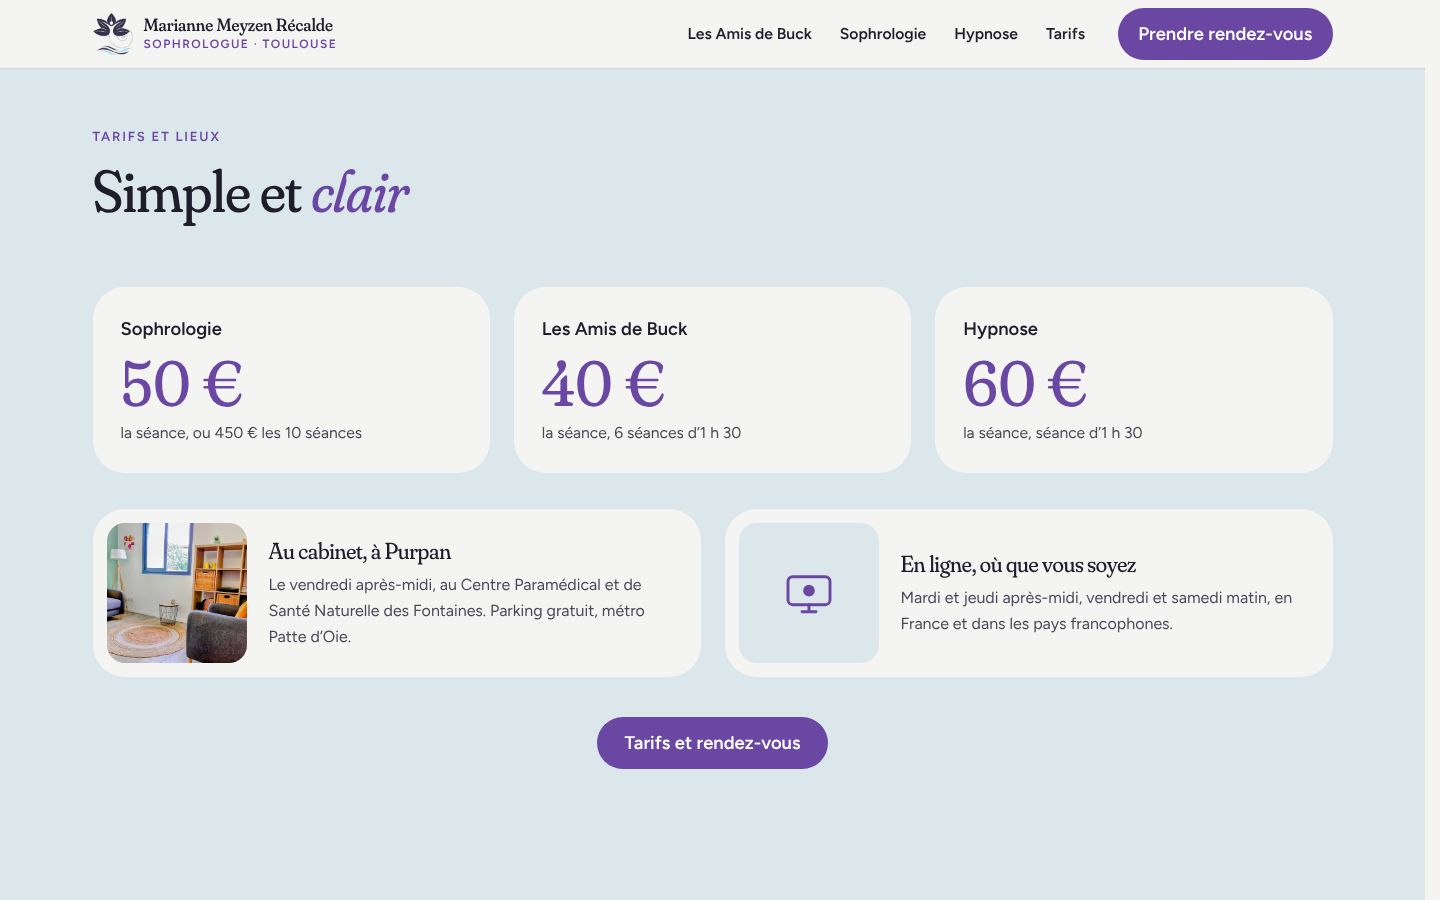 Marianne Meyzen Récalde
SOPHROLOGUE · TOULOUSE
Les Amis de Buck
Sophrologie
Hypnose
Tarifs
Prendre rendez-vous
TARIFS ET LIEUX
Simple et clair
Sophrologie
50 €
la séance, ou 450 € les 10 séances
Les Amis de Buck
40 €
la séance, 6 séances d’1 h 30
Hypnose
60 €
la séance, séance d’1 h 30
Au cabinet, à Purpan
Le vendredi après-midi, au Centre Paramédical et de
Santé Naturelle des Fontaines. Parking gratuit, métro
Patte d’Oie.
En ligne, où que vous soyez
Mardi et jeudi après-midi, vendredi et samedi matin, en
France et dans les pays francophones.
Tarifs et rendez-vous